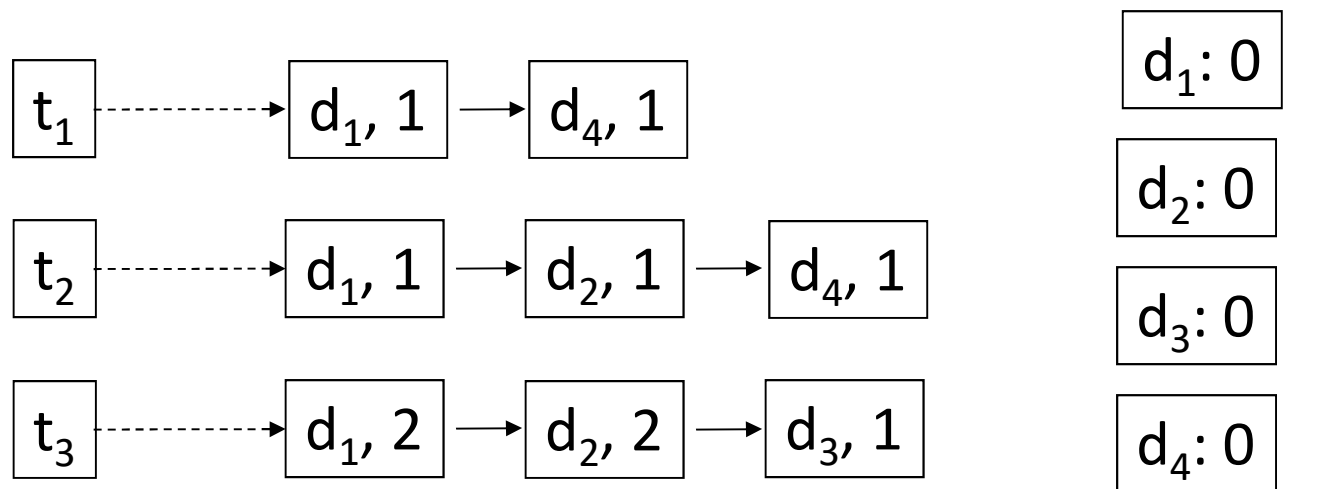 t₁ d₁, 1 d₄, 1
t₂ d₁, 1 d₂, 1 d₄, 1
t₃ d₁, 2 d₂, 2 d₃, 1
d₁: 0
d₂: 0
d₃: 0
d₄: 0